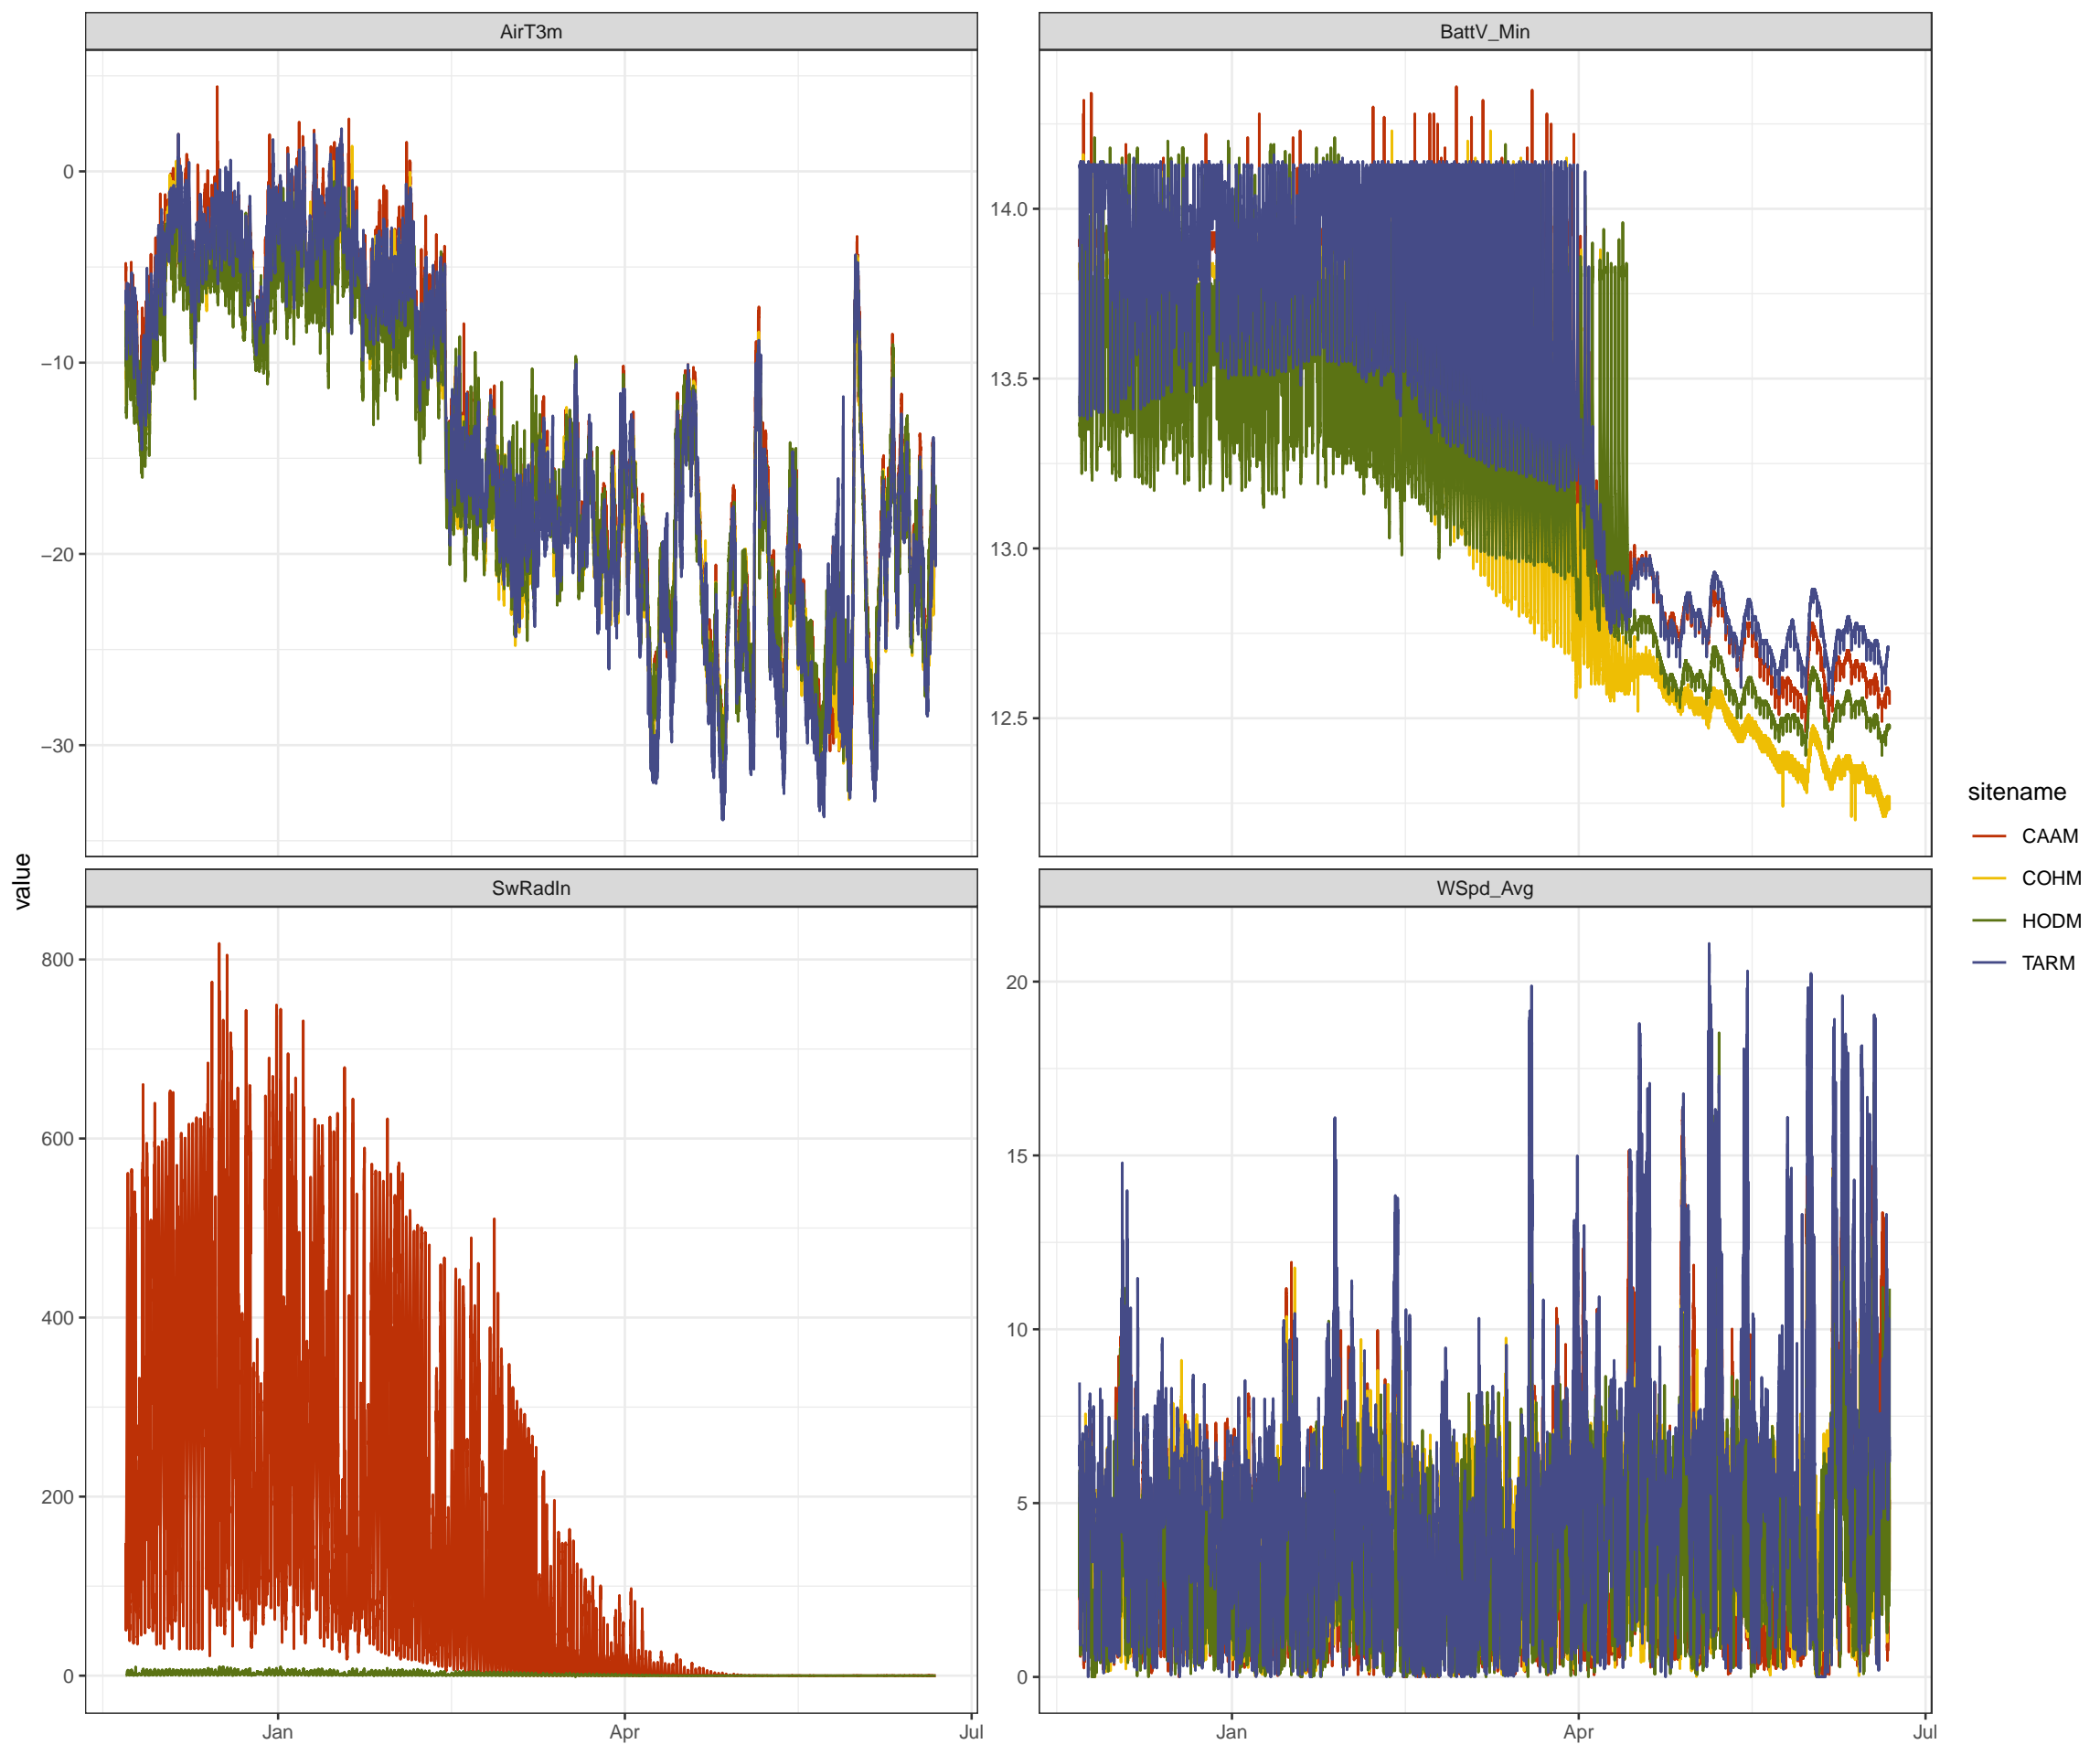 AirT3m
BattV_Min
0
−10
−20
−30
14.0
13.5
13.0
12.5
value
SwRadIn
WSpd_Avg
800
600
400
200
0
20
15
10
5
0
Jan
Apr
Jul
Jan
Apr
Jul
sitename
CAAM
COHM
HODM
TARM